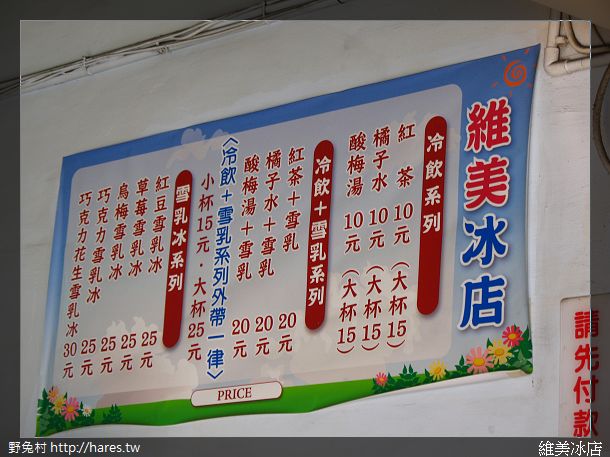 維美冰店
冷飲系列
紅茶 10元 (大杯15)
橘子水 10元 (大杯15)
酸梅湯 10元 (大杯15)
冷飲+雪乳系列
紅茶+雪乳 20元
橘子水+雪乳 20元
酸梅湯+雪乳 20元
〈冷飲+雪乳系列外帶一律〉
小杯15元．大杯25元
雪乳冰系列
紅豆雪乳冰 25元
草莓雪乳冰 25元
烏梅雪乳冰 25元
巧克力雪乳冰 25元
巧克力花生雪乳冰 30元
PRICE
請先付款
野兔村 http://hares.tw
維美冰店